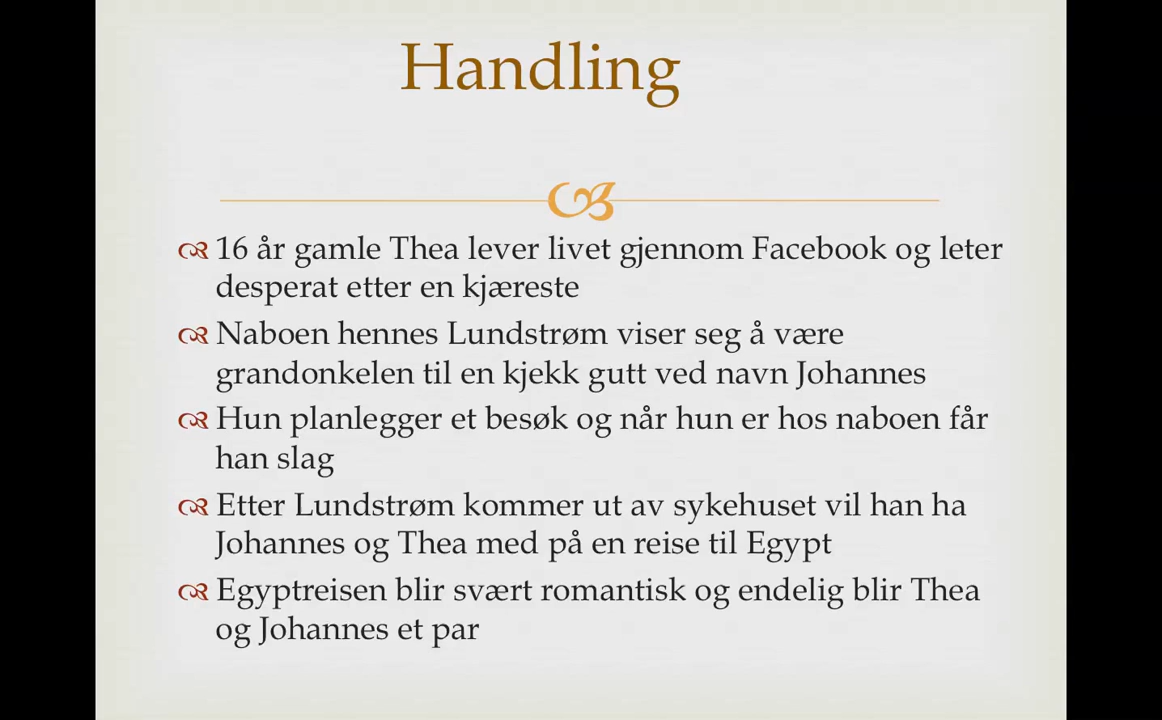 Handling
16 år gamle Thea lever livet gjennom Facebook og leter
desperat etter en kjæreste
Naboen hennes Lundstrøm viser seg å være
grandonkelen til en kjekk gutt ved navn Johannes
Hun planlegger et besøk og når hun er hos naboen får
han slag
Etter Lundstrøm kommer ut av sykehuset vil han ha
Johannes og Thea med på en reise til Egypt
Egyptreisen blir svært romantisk og endelig blir Thea
og Johannes et par